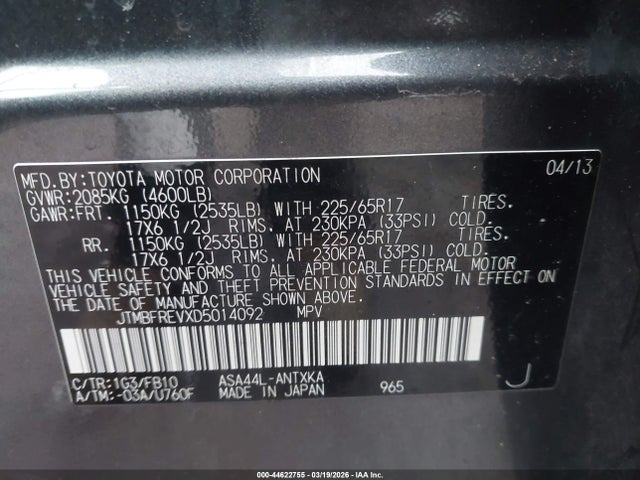 MFD.BY:TOYOTA MOTOR CORPORATION 04/13
GVWR:2085KG (4600LB)
GAWR:FRT. 1150KG (2535LB) WITH 225/65R17 TIRES.
17X6 1/2J RIMS. AT 230KPA (33PSI) COLD.
RR. 1150KG (2535LB) WITH 225/65R17 TIRES.
17X6 1/2J RIMS. AT 230KPA (33PSI) COLD.
THIS VEHICLE CONFORMS TO ALL APPLICABLE FEDERAL MOTOR
VEHICLE SAFETY AND THEFT PREVENTION STANDARDS IN EFFECT ON
THE DATE OF MANUFACTURE SHOWN ABOVE.
JTMBFREVXD5014092 MPV
C/TR:1G3/FB10 ASA44L-ANTXKA
A/TM:-03A/U760F MADE IN JAPAN 965 J
000-44622755 - 03/19/2026 - IAA Inc.